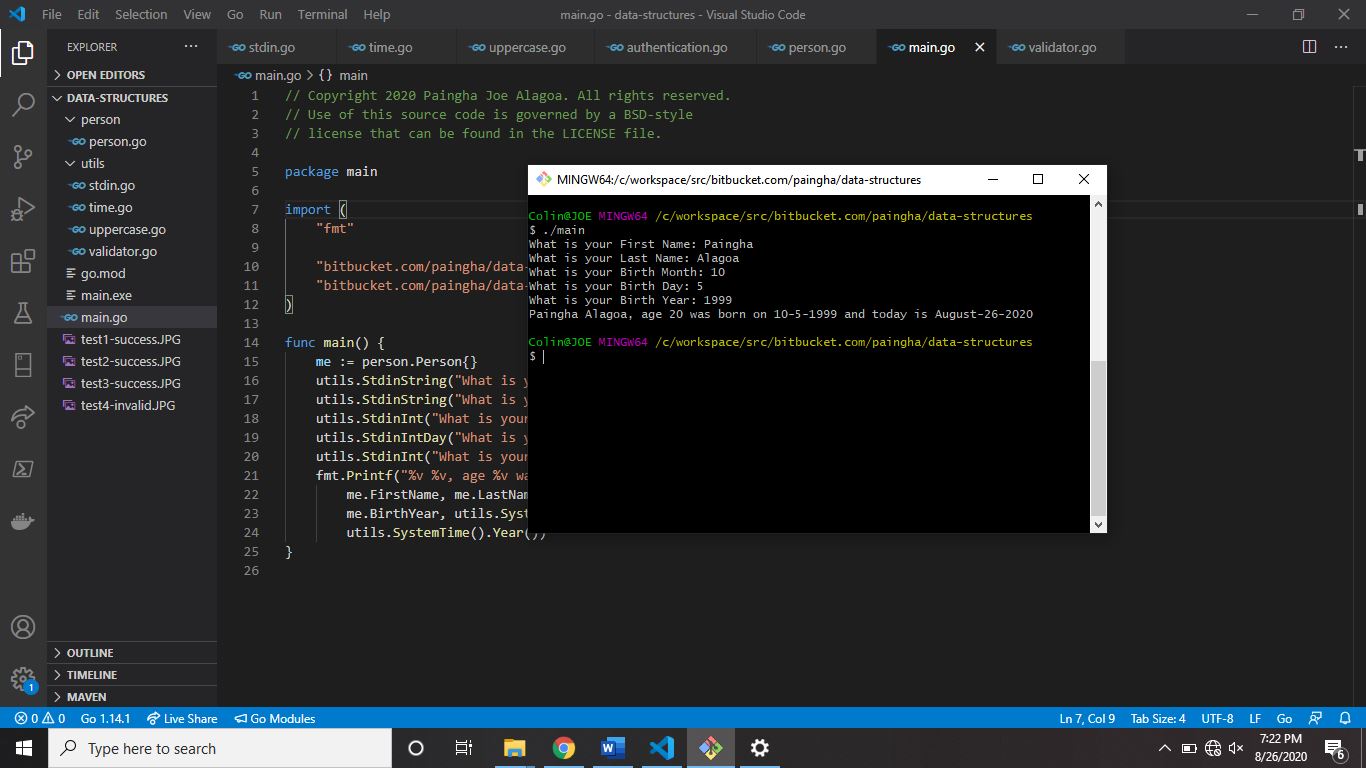 File Edit Selection View Go Run Terminal Help
main.go - data-structures - Visual Studio Code
EXPLORER
OPEN EDITORS
DATA-STRUCTURES
person
person.go
utils
stdin.go
time.go
uppercase.go
validator.go
go.mod
main.exe
main.go
test1-success.JPG
test2-success.JPG
test3-success.JPG
test4-invalid.JPG
OUTLINE
TIMELINE
MAVEN
stdin.go time.go uppercase.go authentication.go person.go main.go validator.go
main.go > {} main
1 // Copyright 2020 Paingha Joe Alagoa. All rights reserved.
2 // Use of this source code is governed by a BSD-style
3 // license that can be found in the LICENSE file.
4
5 package main
6
7 import (
8 "fmt"
9
10 "bitbucket.com/paingha/data-
11 "bitbucket.com/paingha/data-
12 )
13
14 func main() {
15 me := person.Person{}
16 utils.StdinString("What is y
17 utils.StdinString("What is y
18 utils.StdinInt("What is your
19 utils.StdinIntDay("What is y
20 utils.StdinInt("What is your
21 fmt.Printf("%v %v, age %v wa
22 me.FirstName, me.LastNam
23 me.BirthYear, utils.Syst
24 utils.SystemTime().Year())
25 }
26
MINGW64:/c/workspace/src/bitbucket.com/paingha/data-structures
Colin@JOE MINGW64 /c/workspace/src/bitbucket.com/paingha/data-structures
$ ./main
What is your First Name: Paingha
What is your Last Name: Alagoa
What is your Birth Month: 10
What is your Birth Day: 5
What is your Birth Year: 1999
Paingha Alagoa, age 20 was born on 10-5-1999 and today is August-26-2020
Colin@JOE MINGW64 /c/workspace/src/bitbucket.com/paingha/data-structures
$
1
0 0 Go 1.14.1 Live Share Go Modules
Ln 7, Col 9 Tab Size: 4 UTF-8 LF Go
Type here to search
7:22 PM
8/26/2020
6